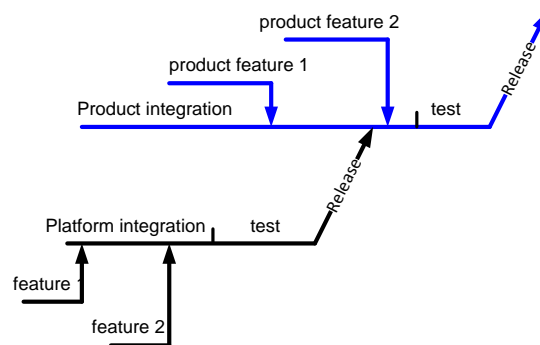 product feature 2
product feature 1
Release
Product integration
test
Release
Platform integration
test
feature 1
feature 2